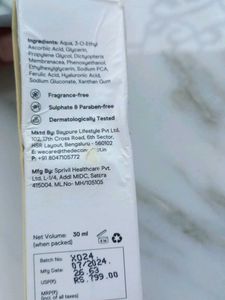 Ingredients: Aqua, 3-O-Ethyl
Ascorbic Acid, Glycerin,
Propylene Glycol, Dictyopteris
Membranacea, Phenoxyethanol,
Ethylhexylglycerin, Sodium PCA,
Ferulic Acid, Hyaluronic Acid,
Sodium Gluconate, Xanthan Gum
Fragrance-free
Sulphate & Paraben-free
Dermatologically Tested
Mktd By: Baypure Lifestyle Pvt Ltd.
102, 17th Cross Road, 6th Sector,
HSR Layout, Bengaluru - 560102
E: wecare@thedeconstruct.in
P: +91 8047105772
Mfg By: Sprivil Healthcare Pvt.
Ltd, L-1/4, Addl MIDC, Satara
415004. ML.No- MH/105105
Net Volume: 30 ml
(when packed)
Batch No X024
Mfg Date 07/2024.
26.63
MRP(₹) RS.799.00
(incl of all taxes)